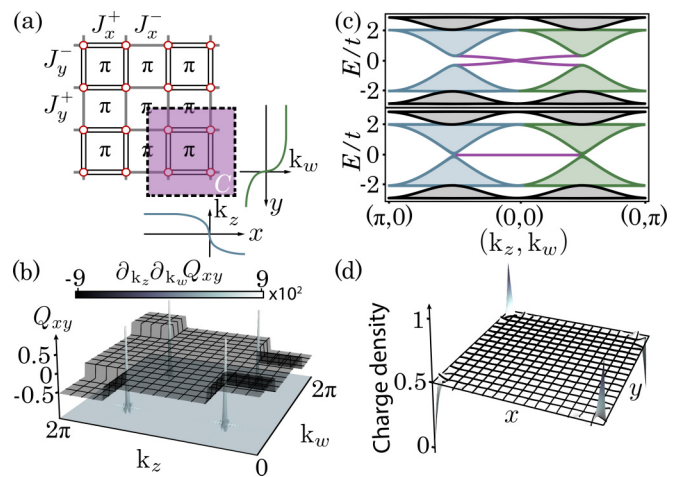 (a)
J_x^+ J_x^-
J_y^-
π π π
J_y^+
π π π
π π π
C
k_w
y
k_z
x
(b)
-9 ∂_{k_z}∂_{k_w}Q_{xy} 9 x10²
Q_{xy}
0.5
0
-0.5
2π
k_z
0
k_w
2π
(c)
E/t
2
0
-2
E/t
2
0
-2
(π,0) (0,0) (0,π)
(k_z, k_w)
(d)
Charge density
1
0.5
0
x
y